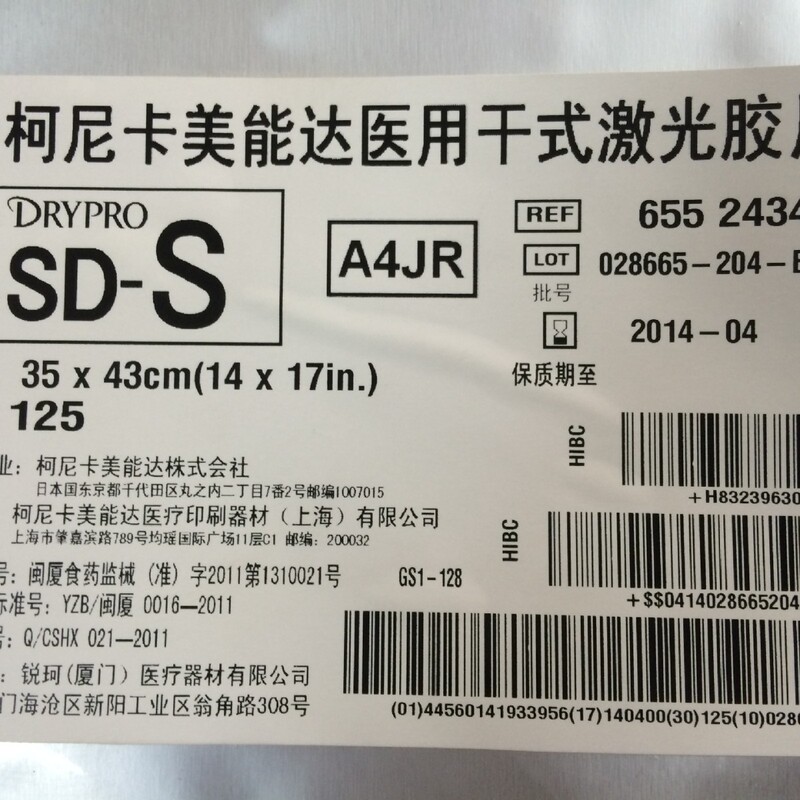 柯尼卡美能达医用干式激光胶
DRYPRO
SD-S
A4JR
REF 655 2434
LOT 028665-204-
批号
2014-04
保质期至
35 x 43cm(14 x 17in.)
125
HIBC
+H83239630
业: 柯尼卡美能达株式会社
日本国东京都千代田区丸之内二丁目7番2号邮编1007015
柯尼卡美能达医疗印刷器材（上海）有限公司
上海市肇嘉浜路789号均瑶国际广场11层C1 邮编: 200032
HIBC
+$$0414028665204
号: 闽厦食药监械（准）字2011第1310021号
GS1-128
标准号: YZB/闽厦 0016-2011
号: Q/CSHX 021-2011
: 锐珂(厦门）医疗器材有限公司
门海沧区新阳工业区翁角路308号
(01)44560141933956(17)140400(30)125(10)0286